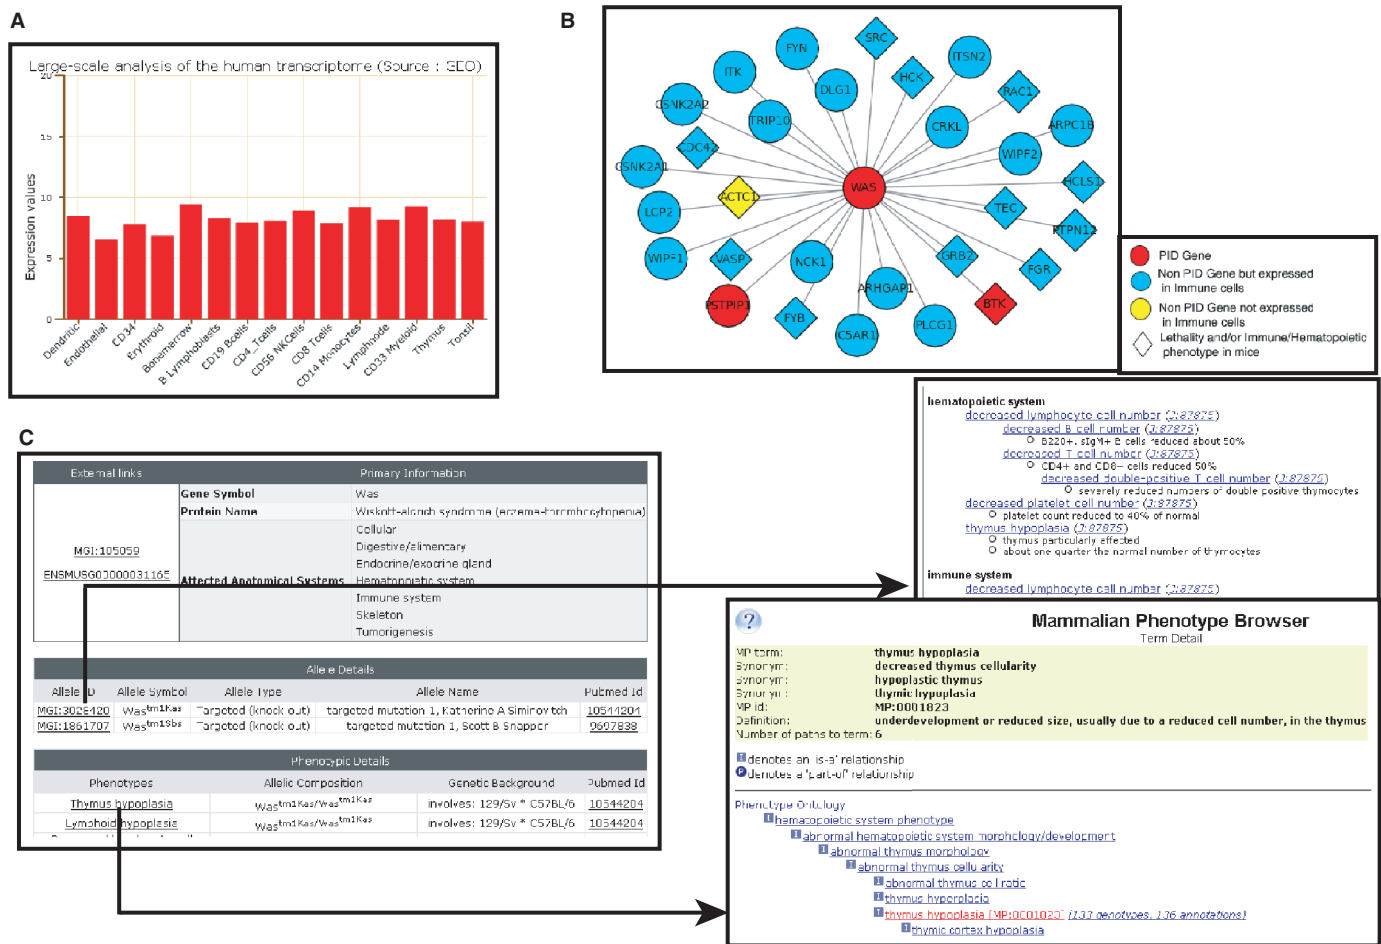 A
Large-scale analysis of the human transcriptome (Source : GEO)
Expression values
20
15
10
5
0
Dendritic
Endothelial
CD34
Erythroid
Bonemarrow
B Lymphoblasts
CD19 Bcells
CD4_Tcells
CD56 NKCells
CD8 Tcells
CD14 Monocytes
Lymphnode
CD33 Myeloid
Thymus
Tonsil
B
SRC
FYN
ITSN2
ITK
HCK
DLG1
RAC1
CSNK2A2
TRIP10
CRKL
ARPC1B
CDC42
WIPF2
CSNK2A1
HCLS1
WAS
ACTC1
LCP2
TEC
PTPN12
WIPF1
VASP
NCK1
GRB2
FGR
ARHGAP1
PSTPIP1
BTK
FYB
C5AR1
PLCG1
PID Gene
Non PID Gene but expressed
in Immune cells
Non PID Gene not expressed
in Immune cells
Lethality and/or Immune/Hematopoietic
phenotype in mice
C
External links
Primary Information
Gene Symbol
Was
Protein Name
Wiskott-aldrich syndrome (eczema-thrombocytopenia)
MGI:105059
ENSMUSG00000031165
Affected Anatomical Systems
Cellular
Digestive/alimentary
Endocrine/exocrine gland
Hematopoietic system
Immune system
Skeleton
Tumorigenesis
Allele Details
Allele ID Allele Symbol Allele Type Allele Name Pubmed Id
MGI:3028420 Wastm1Kas Targeted (knock out) targeted mutation 1, Katherine A Siminovitch 10544204
MGI:1861707 Wastm1Sbs Targeted (knock out) targeted mutation 1, Scott B Snapper 9697838
Phenotypic Details
Phenotypes Allelic Composition Genetic Background Pubmed Id
Thymus hypoplasia Wastm1Kas/Wastm1Kas involves: 129/Sv * C57BL/6 10544204
Lymphoid hypoplasia Wastm1Kas/Wastm1Kas involves: 129/Sv * C57BL/6 10544204
hematopoietic system
decreased lymphocyte cell number (J:87875)
decreased B cell number (J:87875)
B220+, sIgM+ B cells reduced about 50%
decreased T cell number (J:87875)
CD4+ and CD8- cells reduced 50%
decreased double-positive T cell number (J:87875)
severely reduced numbers of double positive thymocytes
decreased platelet cell number (J:87875)
platelet count reduced to 40% of normal
thymus hypoplasia (J:87875)
thymus particularly affected
about one quarter the normal number of thymocytes
immune system
decreased lymphocyte cell number (J:87875)
?
Mammalian Phenotype Browser
Term Detail
MP term: thymus hypoplasia
Synonym: decreased thymus cellularity
Synonym: hypoplastic thymus
Synonym: thymic hypoplasia
MP id: MP:0001823
Definition: underdevelopment or reduced size, usually due to a reduced cell number, in the thymus
Number of paths to term: 6
I denotes an 'is-a' relationship
P denotes a 'part-of' relationship
Phenotype Ontology
I hematopoietic system phenotype
I abnormal hematopoietic system morphology/development
I abnormal thymus morphology
I abnormal thymus cellularity
I abnormal thymus cell ratio
I thymus hyperplasia
I thymus hypoplasia [MP:0001823] (133 genotypes, 136 annotations)
I thymic cortex hypoplasia